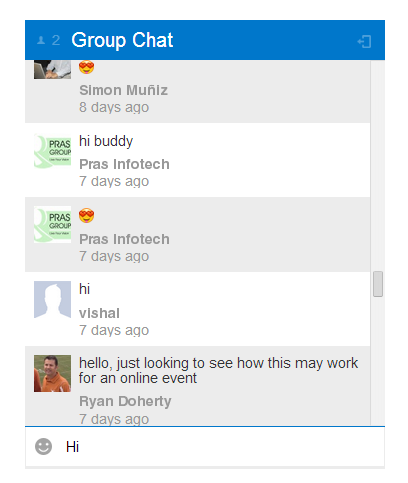 2 Group Chat
Simon Muñiz
8 days ago
hi buddy
PRAS
GROUP
Pras Infotech
7 days ago
PRAS
GROUP
Pras Infotech
7 days ago
hi
vishal
7 days ago
hello, just looking to see how this may work
for an online event
Ryan Doherty
7 days ago
Hi